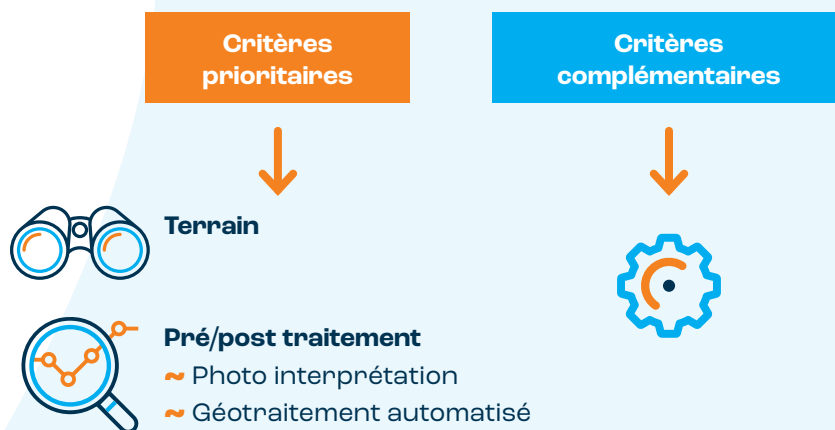 Critères
prioritaires
Critères
complémentaires
Terrain
Pré/post traitement
~ Photo interprétation
~ Géotraitement automatisé